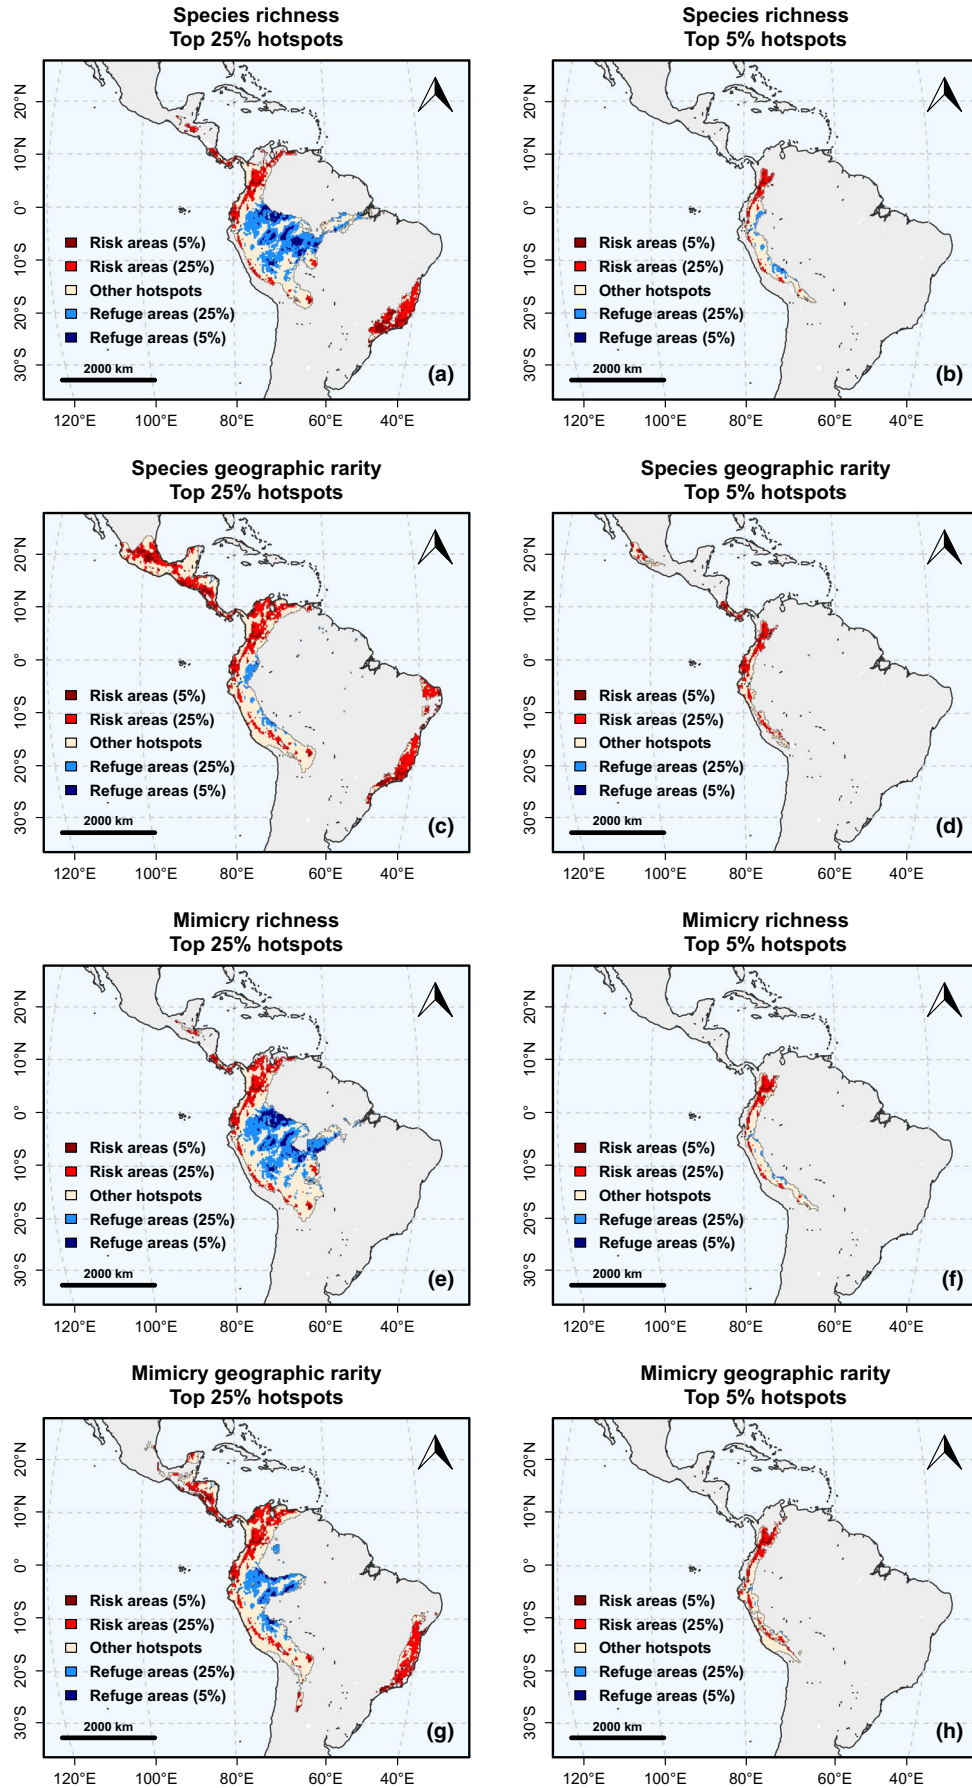 Species richness
Top 25% hotspots
20°N
10°N
0°
10°S
20°S
30°S
Risk areas (5%)
Risk areas (25%)
Other hotspots
Refuge areas (25%)
Refuge areas (5%)
2000 km
(a)
120°E 100°E 80°E 60°E 40°E
Species richness
Top 5% hotspots
20°N
10°N
0°
10°S
20°S
30°S
Risk areas (5%)
Risk areas (25%)
Other hotspots
Refuge areas (25%)
Refuge areas (5%)
2000 km
(b)
120°E 100°E 80°E 60°E 40°E
Species geographic rarity
Top 25% hotspots
20°N
10°N
0°
10°S
20°S
30°S
Risk areas (5%)
Risk areas (25%)
Other hotspots
Refuge areas (25%)
Refuge areas (5%)
2000 km
(c)
120°E 100°E 80°E 60°E 40°E
Species geographic rarity
Top 5% hotspots
20°N
10°N
0°
10°S
20°S
30°S
Risk areas (5%)
Risk areas (25%)
Other hotspots
Refuge areas (25%)
Refuge areas (5%)
2000 km
(d)
120°E 100°E 80°E 60°E 40°E
Mimicry richness
Top 25% hotspots
20°N
10°N
0°
10°S
20°S
30°S
Risk areas (5%)
Risk areas (25%)
Other hotspots
Refuge areas (25%)
Refuge areas (5%)
2000 km
(e)
120°E 100°E 80°E 60°E 40°E
Mimicry richness
Top 5% hotspots
20°N
10°N
0°
10°S
20°S
30°S
Risk areas (5%)
Risk areas (25%)
Other hotspots
Refuge areas (25%)
Refuge areas (5%)
2000 km
(f)
120°E 100°E 80°E 60°E 40°E
Mimicry geographic rarity
Top 25% hotspots
20°N
10°N
0°
10°S
20°S
30°S
Risk areas (5%)
Risk areas (25%)
Other hotspots
Refuge areas (25%)
Refuge areas (5%)
2000 km
(g)
120°E 100°E 80°E 60°E 40°E
Mimicry geographic rarity
Top 5% hotspots
20°N
10°N
0°
10°S
20°S
30°S
Risk areas (5%)
Risk areas (25%)
Other hotspots
Refuge areas (25%)
Refuge areas (5%)
2000 km
(h)
120°E 100°E 80°E 60°E 40°E